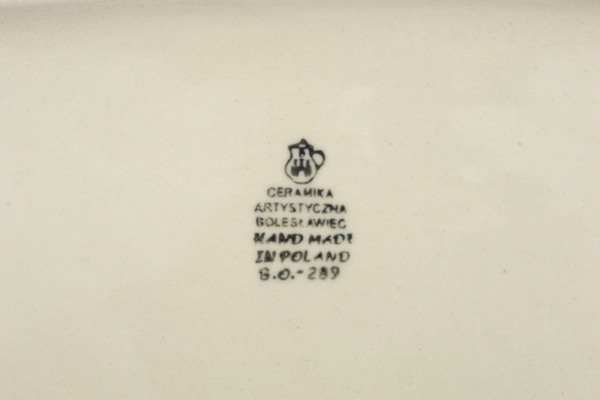 CERAMIKA
ARTYSTYCZNA
BOLESŁAWIEC
HAND MADE
IN POLAND
G.O.-289